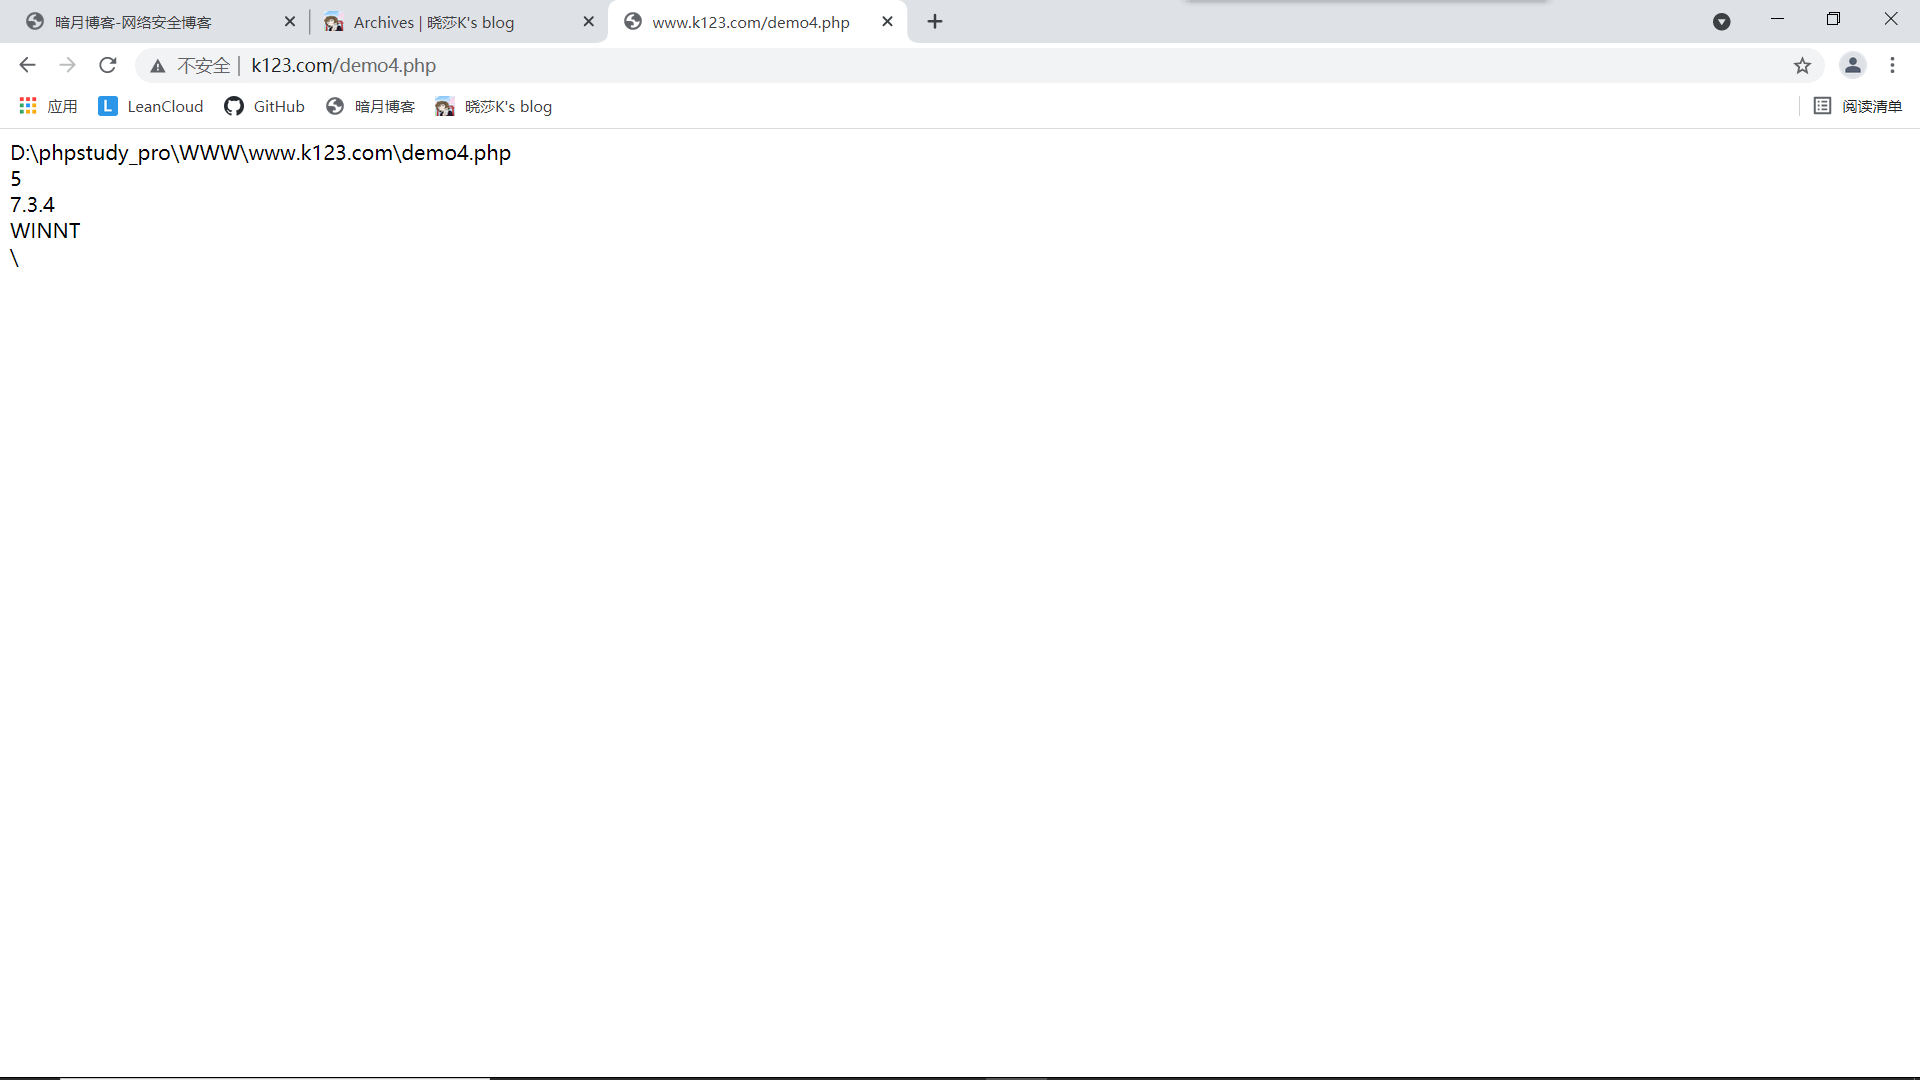 暗月博客-网络安全博客
Archives | 晓莎K's blog
www.k123.com/demo4.php
不安全 | k123.com/demo4.php
应用 LeanCloud GitHub 暗月博客 晓莎K's blog 阅读清单
D:\phpstudy_pro\WWW\www.k123.com\demo4.php
5
7.3.4
WINNT
\